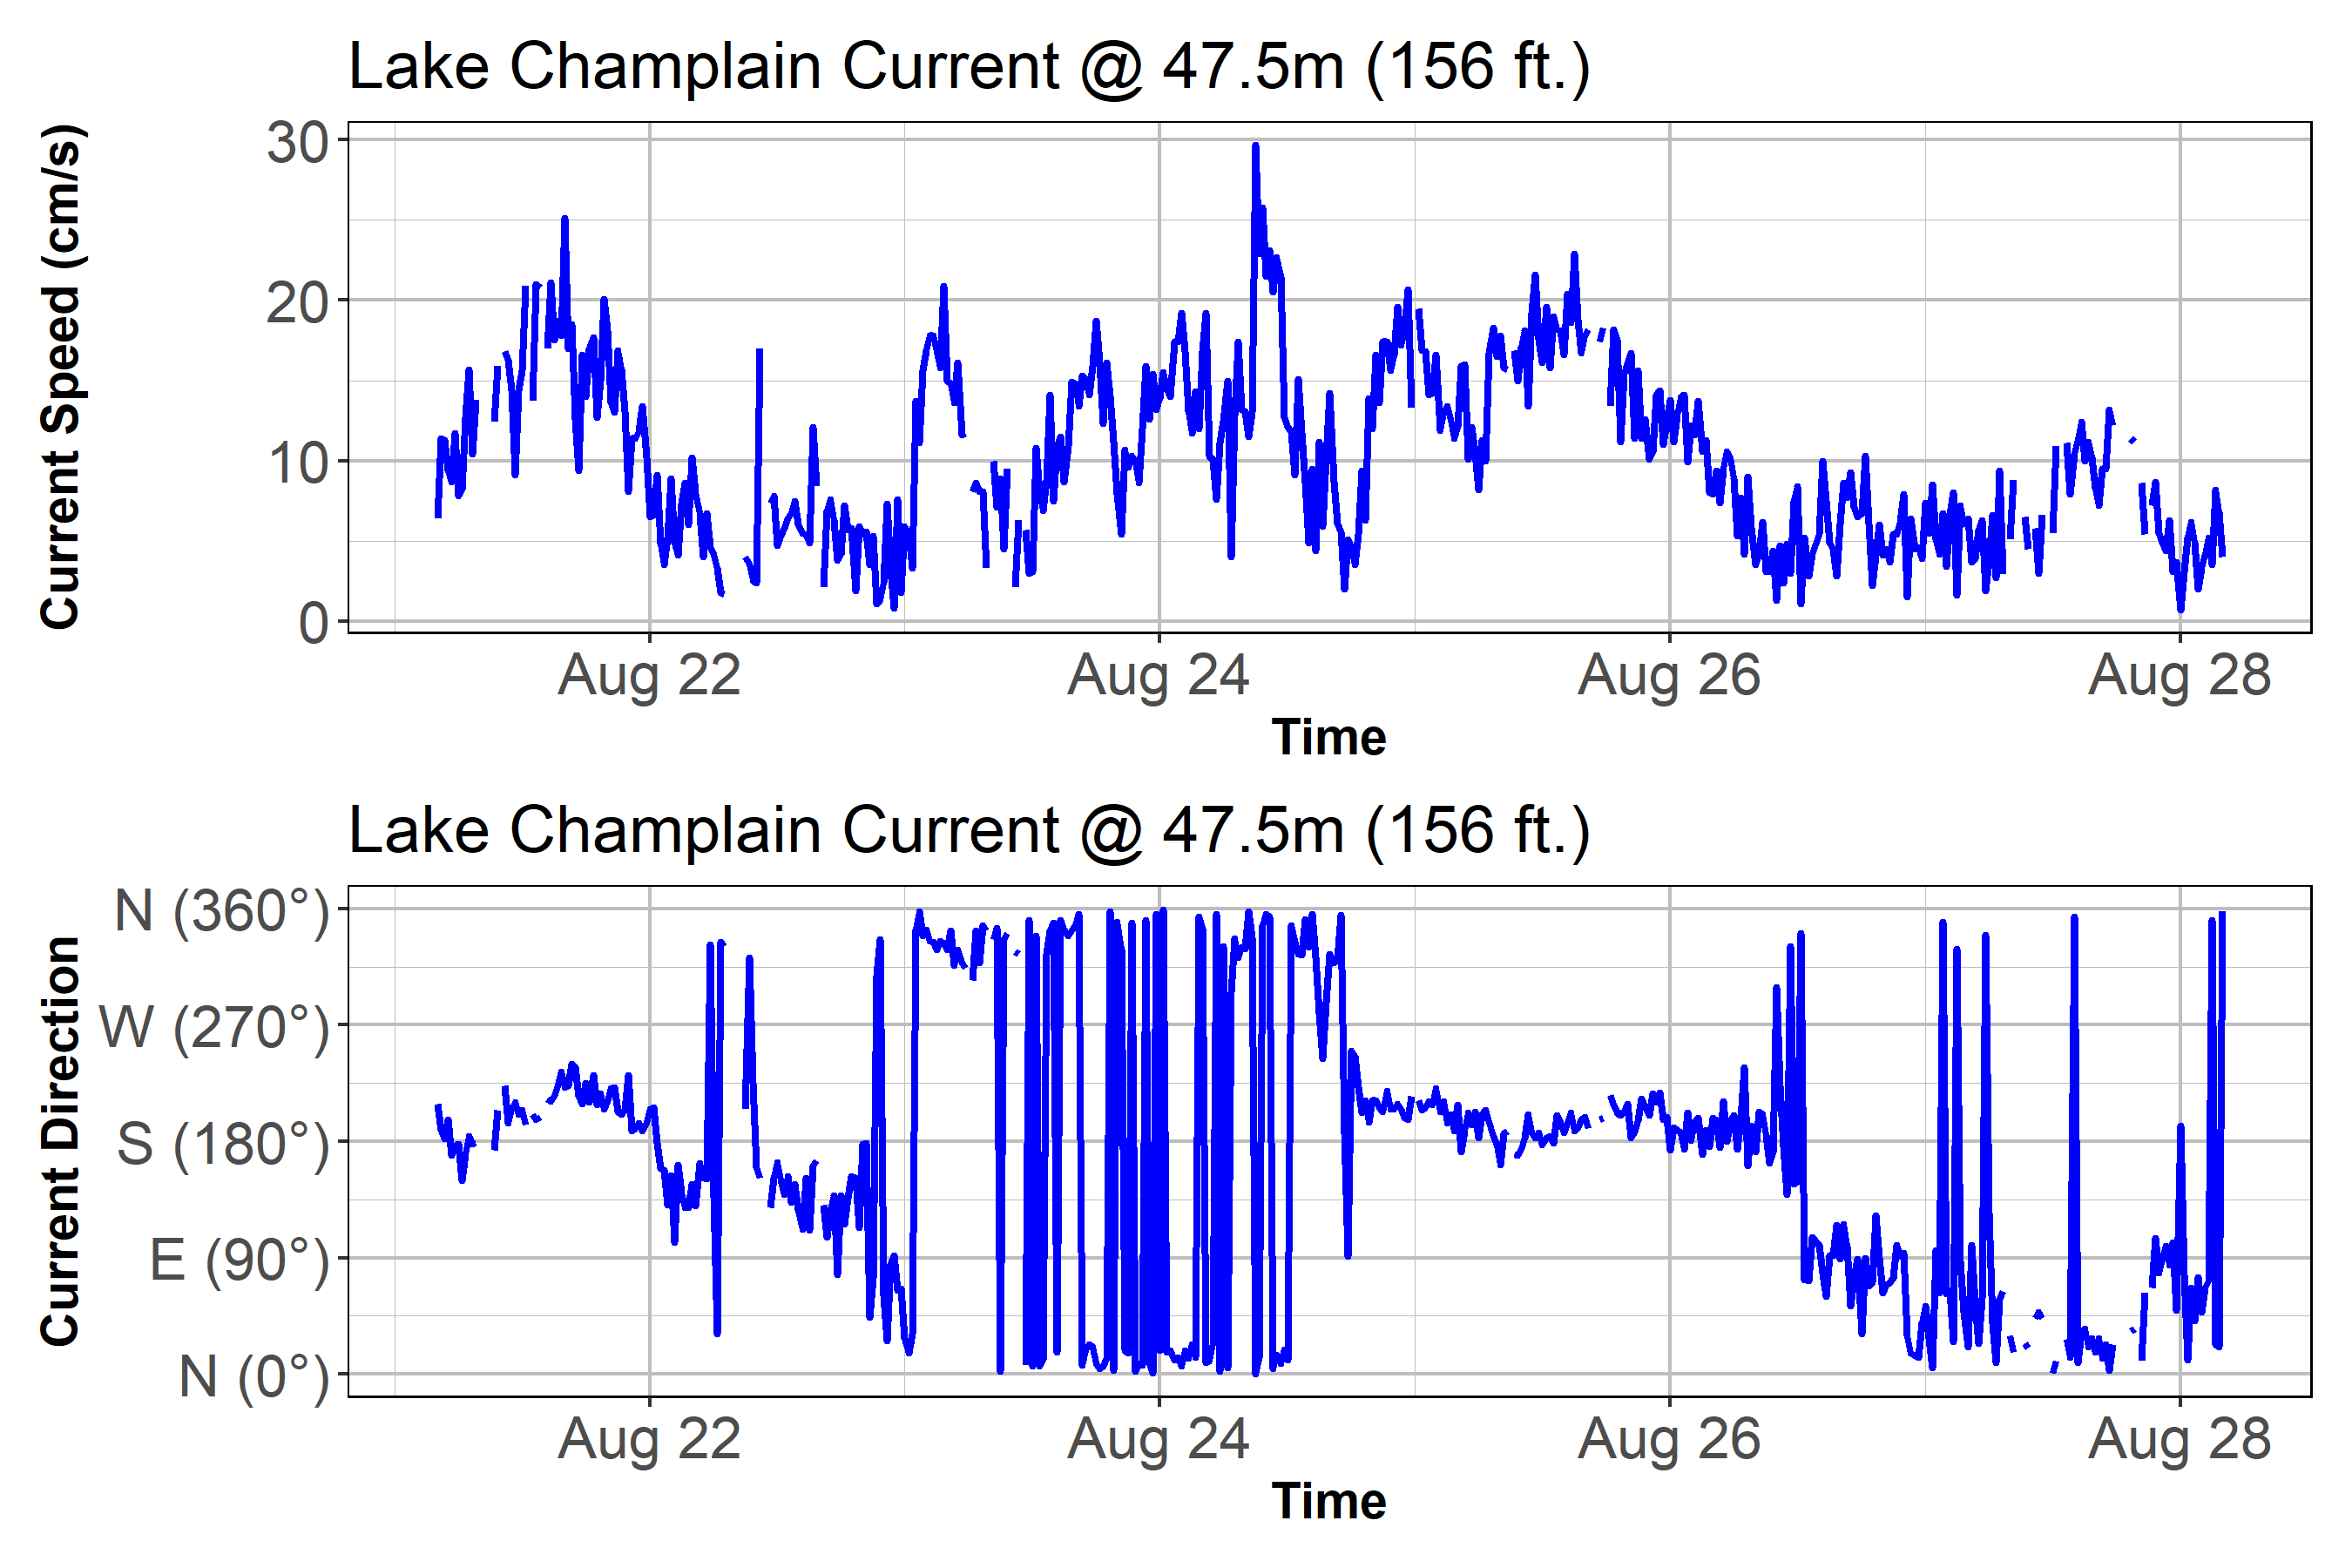 Lake Champlain Current @ 47.5m (156 ft.)
Current Speed (cm/s)
30
20
10
0
Aug 22 Aug 24 Aug 26 Aug 28
Time
Lake Champlain Current @ 47.5m (156 ft.)
Current Direction
N (360°)
W (270°)
S (180°)
E (90°)
N (0°)
Aug 22 Aug 24 Aug 26 Aug 28
Time